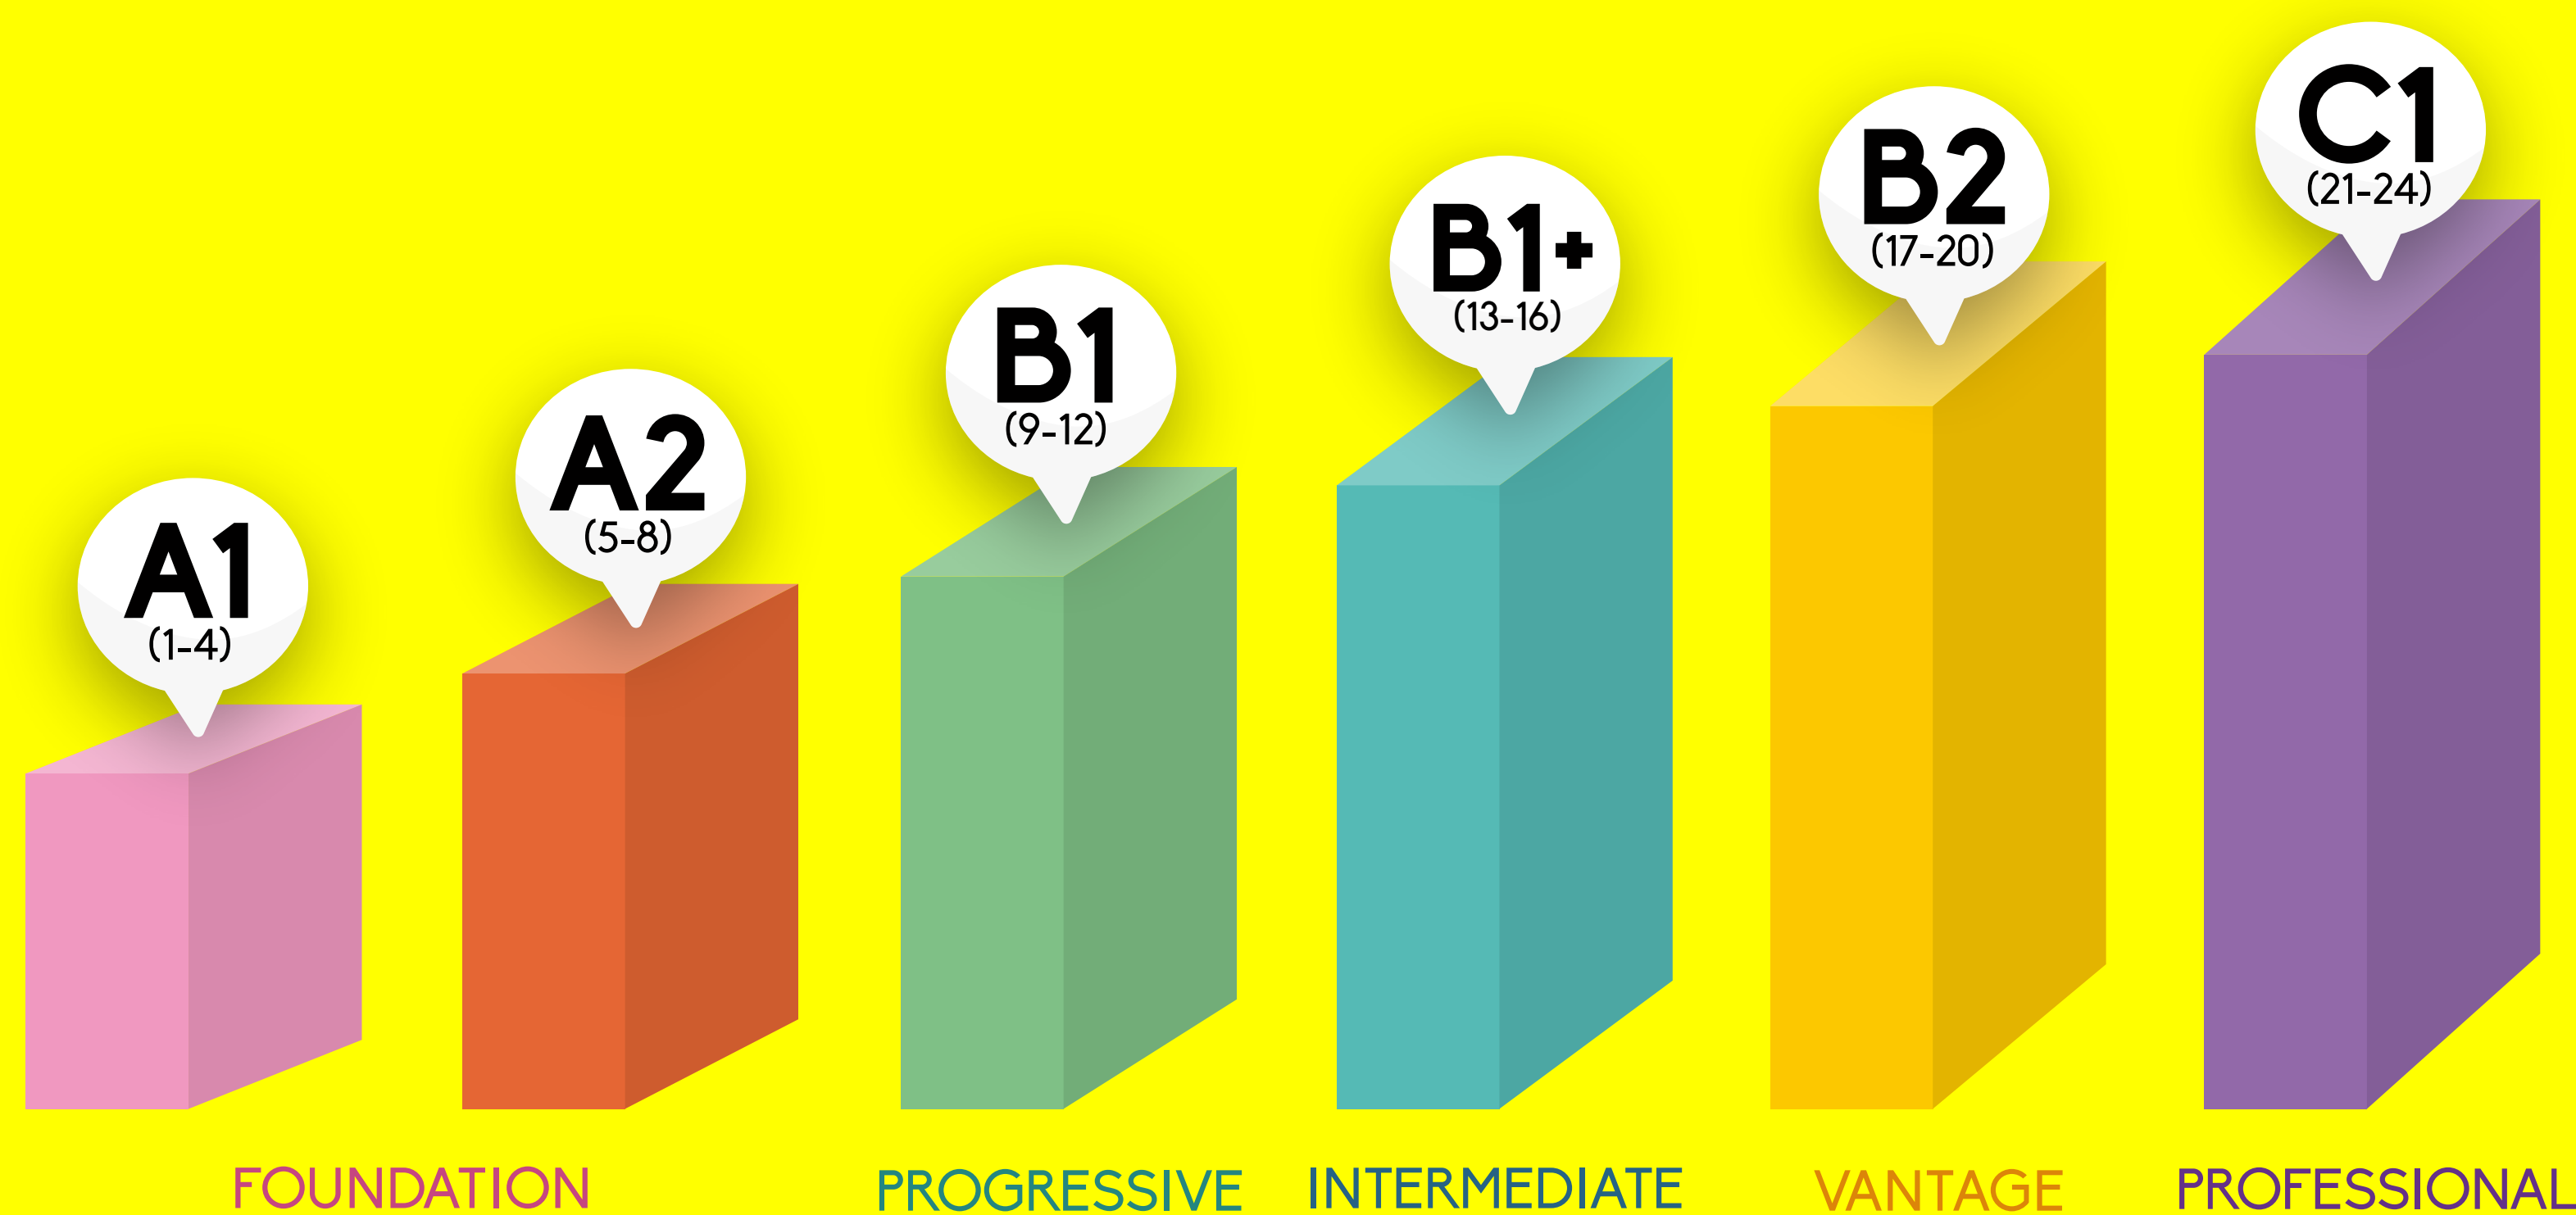 A1
(1-4)
A2
(5-8)
B1
(9-12)
B1+
(13-16)
B2
(17-20)
C1
(21-24)
FOUNDATION
PROGRESSIVE
INTERMEDIATE
VANTAGE
PROFESSIONAL